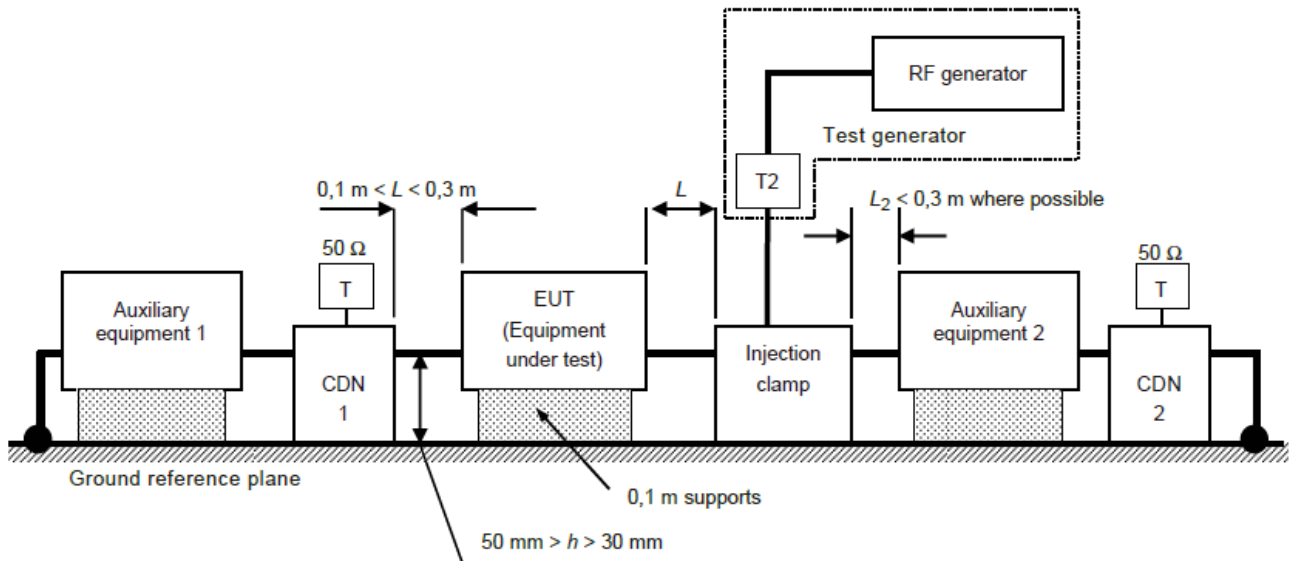 RF generator
Test generator
T2
0,1 m < L < 0,3 m
L
L2 < 0,3 m where possible
50 Ω
T
50 Ω
T
Auxiliary
equipment 1
EUT
(Equipment
under test)
Auxiliary
equipment 2
Injection
clamp
CDN
1
CDN
2
Ground reference plane
0,1 m supports
50 mm > h > 30 mm